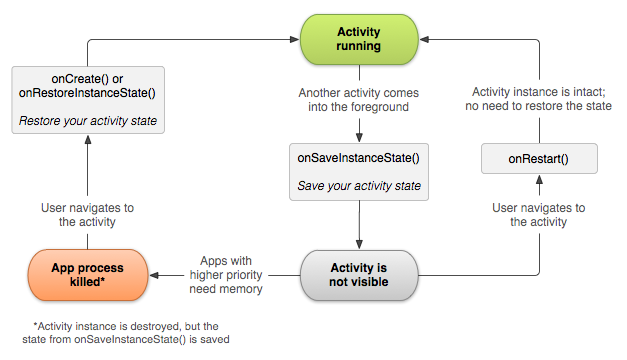 Activity
running
onCreate() or
onRestoreInstanceState()
Restore your activity state
Another activity comes
into the foreground
Activity instance is intact;
no need to restore the state
onSaveInstanceState()
Save your activity state
onRestart()
User navigates to
the activity
User navigates to
the activity
App process
killed*
Apps with
higher priority
need memory
Activity is
not visible
*Activity instance is destroyed, but the
state from onSaveInstanceState() is saved